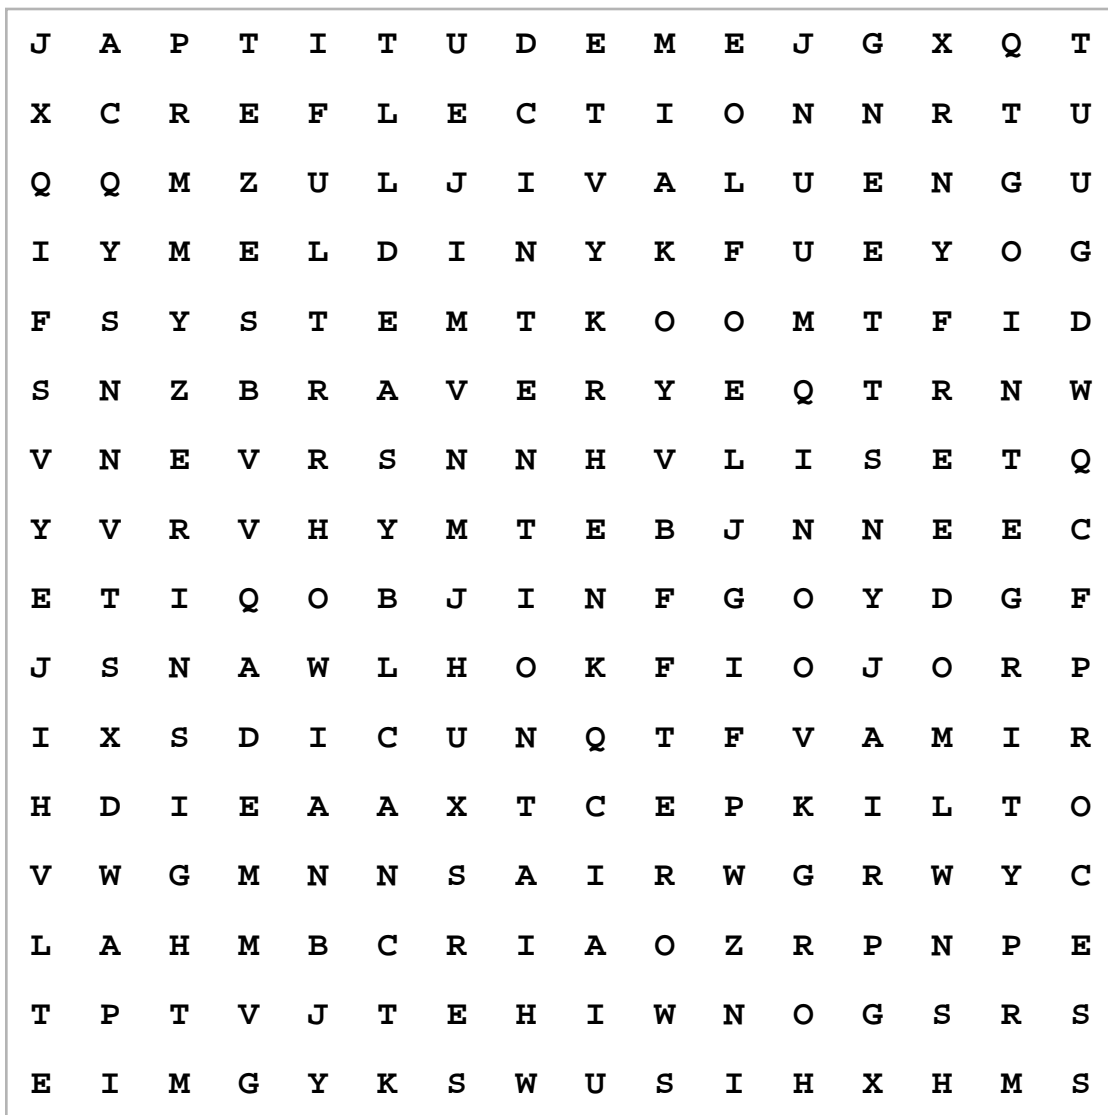 J A P T I T U D E M E J G X Q T
X C R E F L E C T I O N N R T U
Q Q M Z U L J I V A L U E N G U
I Y M E L D I N Y K F U E Y O G
F S Y S T E M T K O O M T F I D
S N Z B R A V E R Y E Q T R N W
V N E V R S N N H V L I S E T Q
Y V R V H Y M T E B J N N E E C
E T I Q O B J I N F G O Y D G F
J S N A W L H O K F I O J O R P
I X S D I C U N Q T F V A M I R
H D I E A A X T C E P K I L T O
V W G M N N S A I R W G R W Y C
L A H M B C R I A O Z R P N P E
T P T V J T E H I W N O G S R S
E I M G Y K S W U S I H X H M S